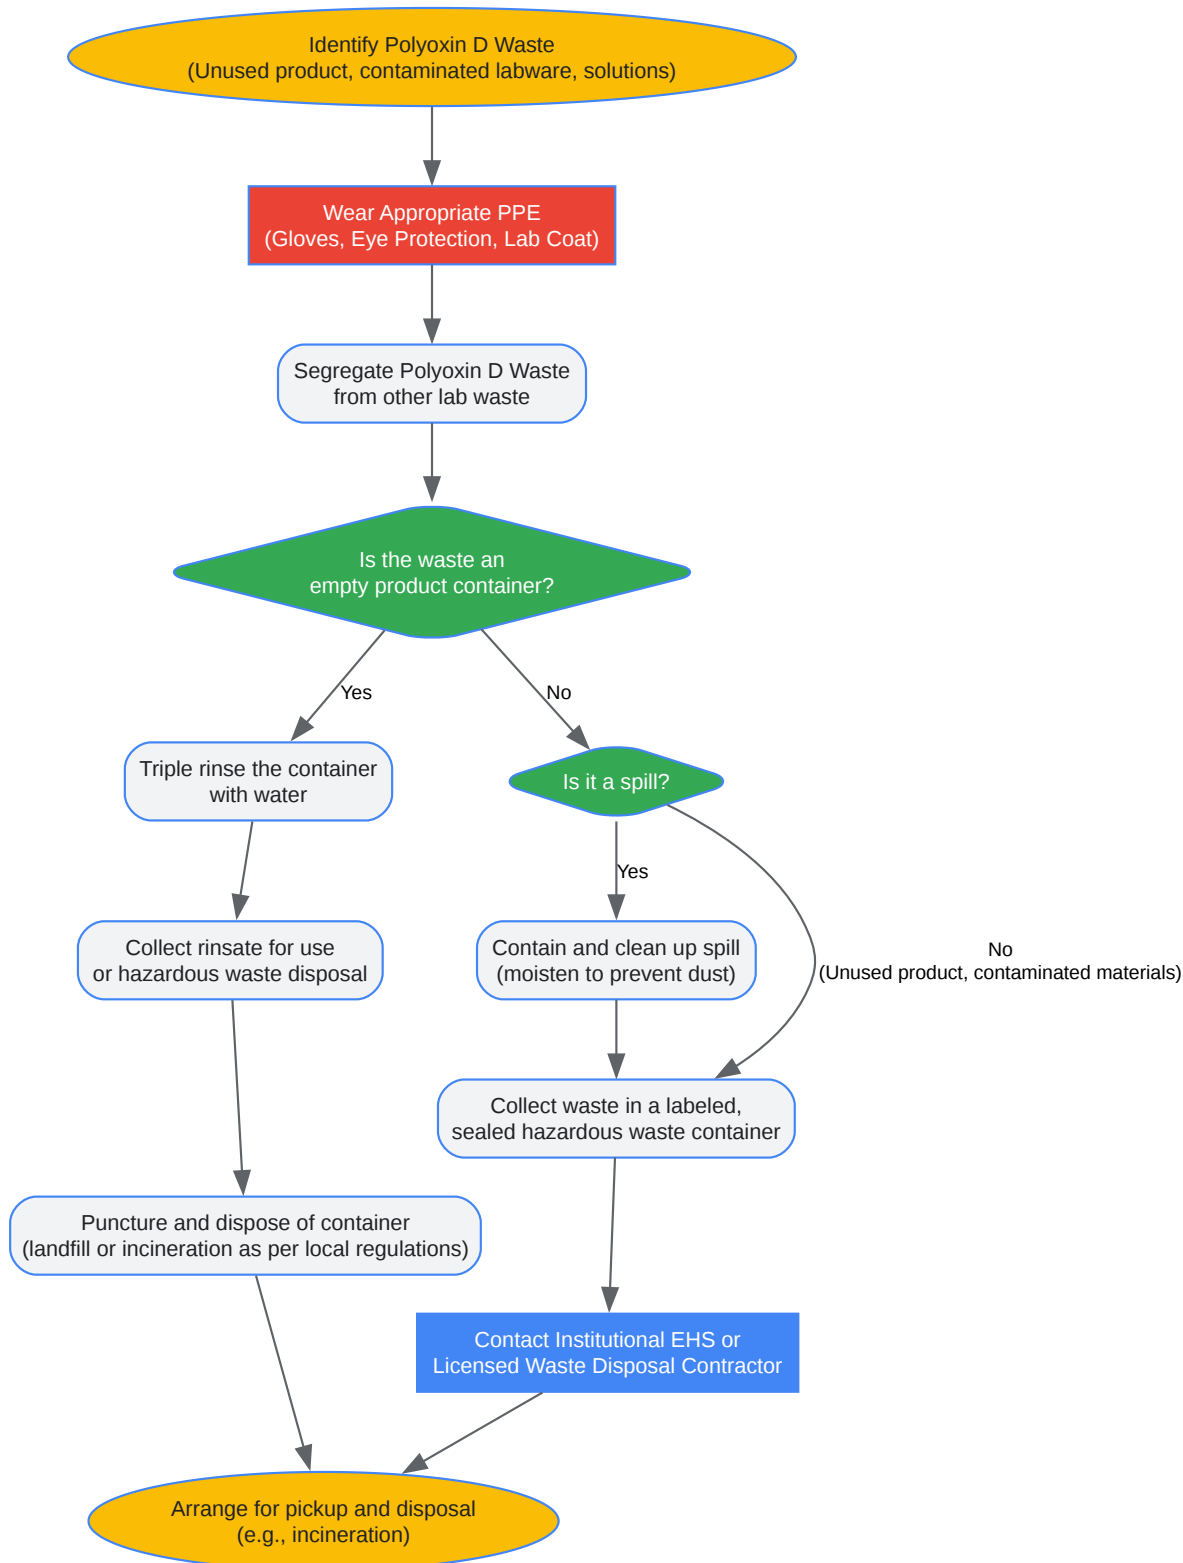 Identify Polyoxin D Waste
(Unused product, contaminated labware, solutions)
Wear Appropriate PPE
(Gloves, Eye Protection, Lab Coat)
Segregate Polyoxin D Waste
from other lab waste
Is the waste an
empty product container?
Yes
No
Triple rinse the container
with water
Is it a spill?
Yes
Collect rinsate for use
or hazardous waste disposal
Contain and clean up spill
(moisten to prevent dust)
No
(Unused product, contaminated materials)
Collect waste in a labeled,
sealed hazardous waste container
Puncture and dispose of container
(landfill or incineration as per local regulations)
Contact Institutional EHS or
Licensed Waste Disposal Contractor
Arrange for pickup and disposal
(e.g., incineration)